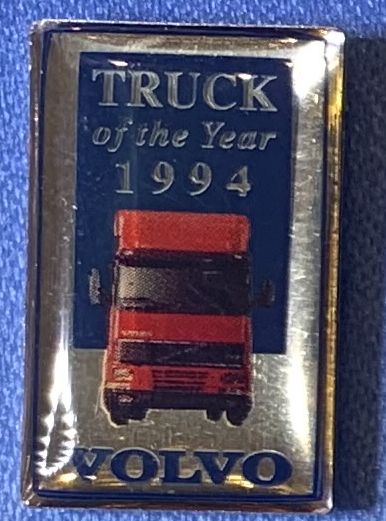 TRUCK
of the Year
1994
VOLVO